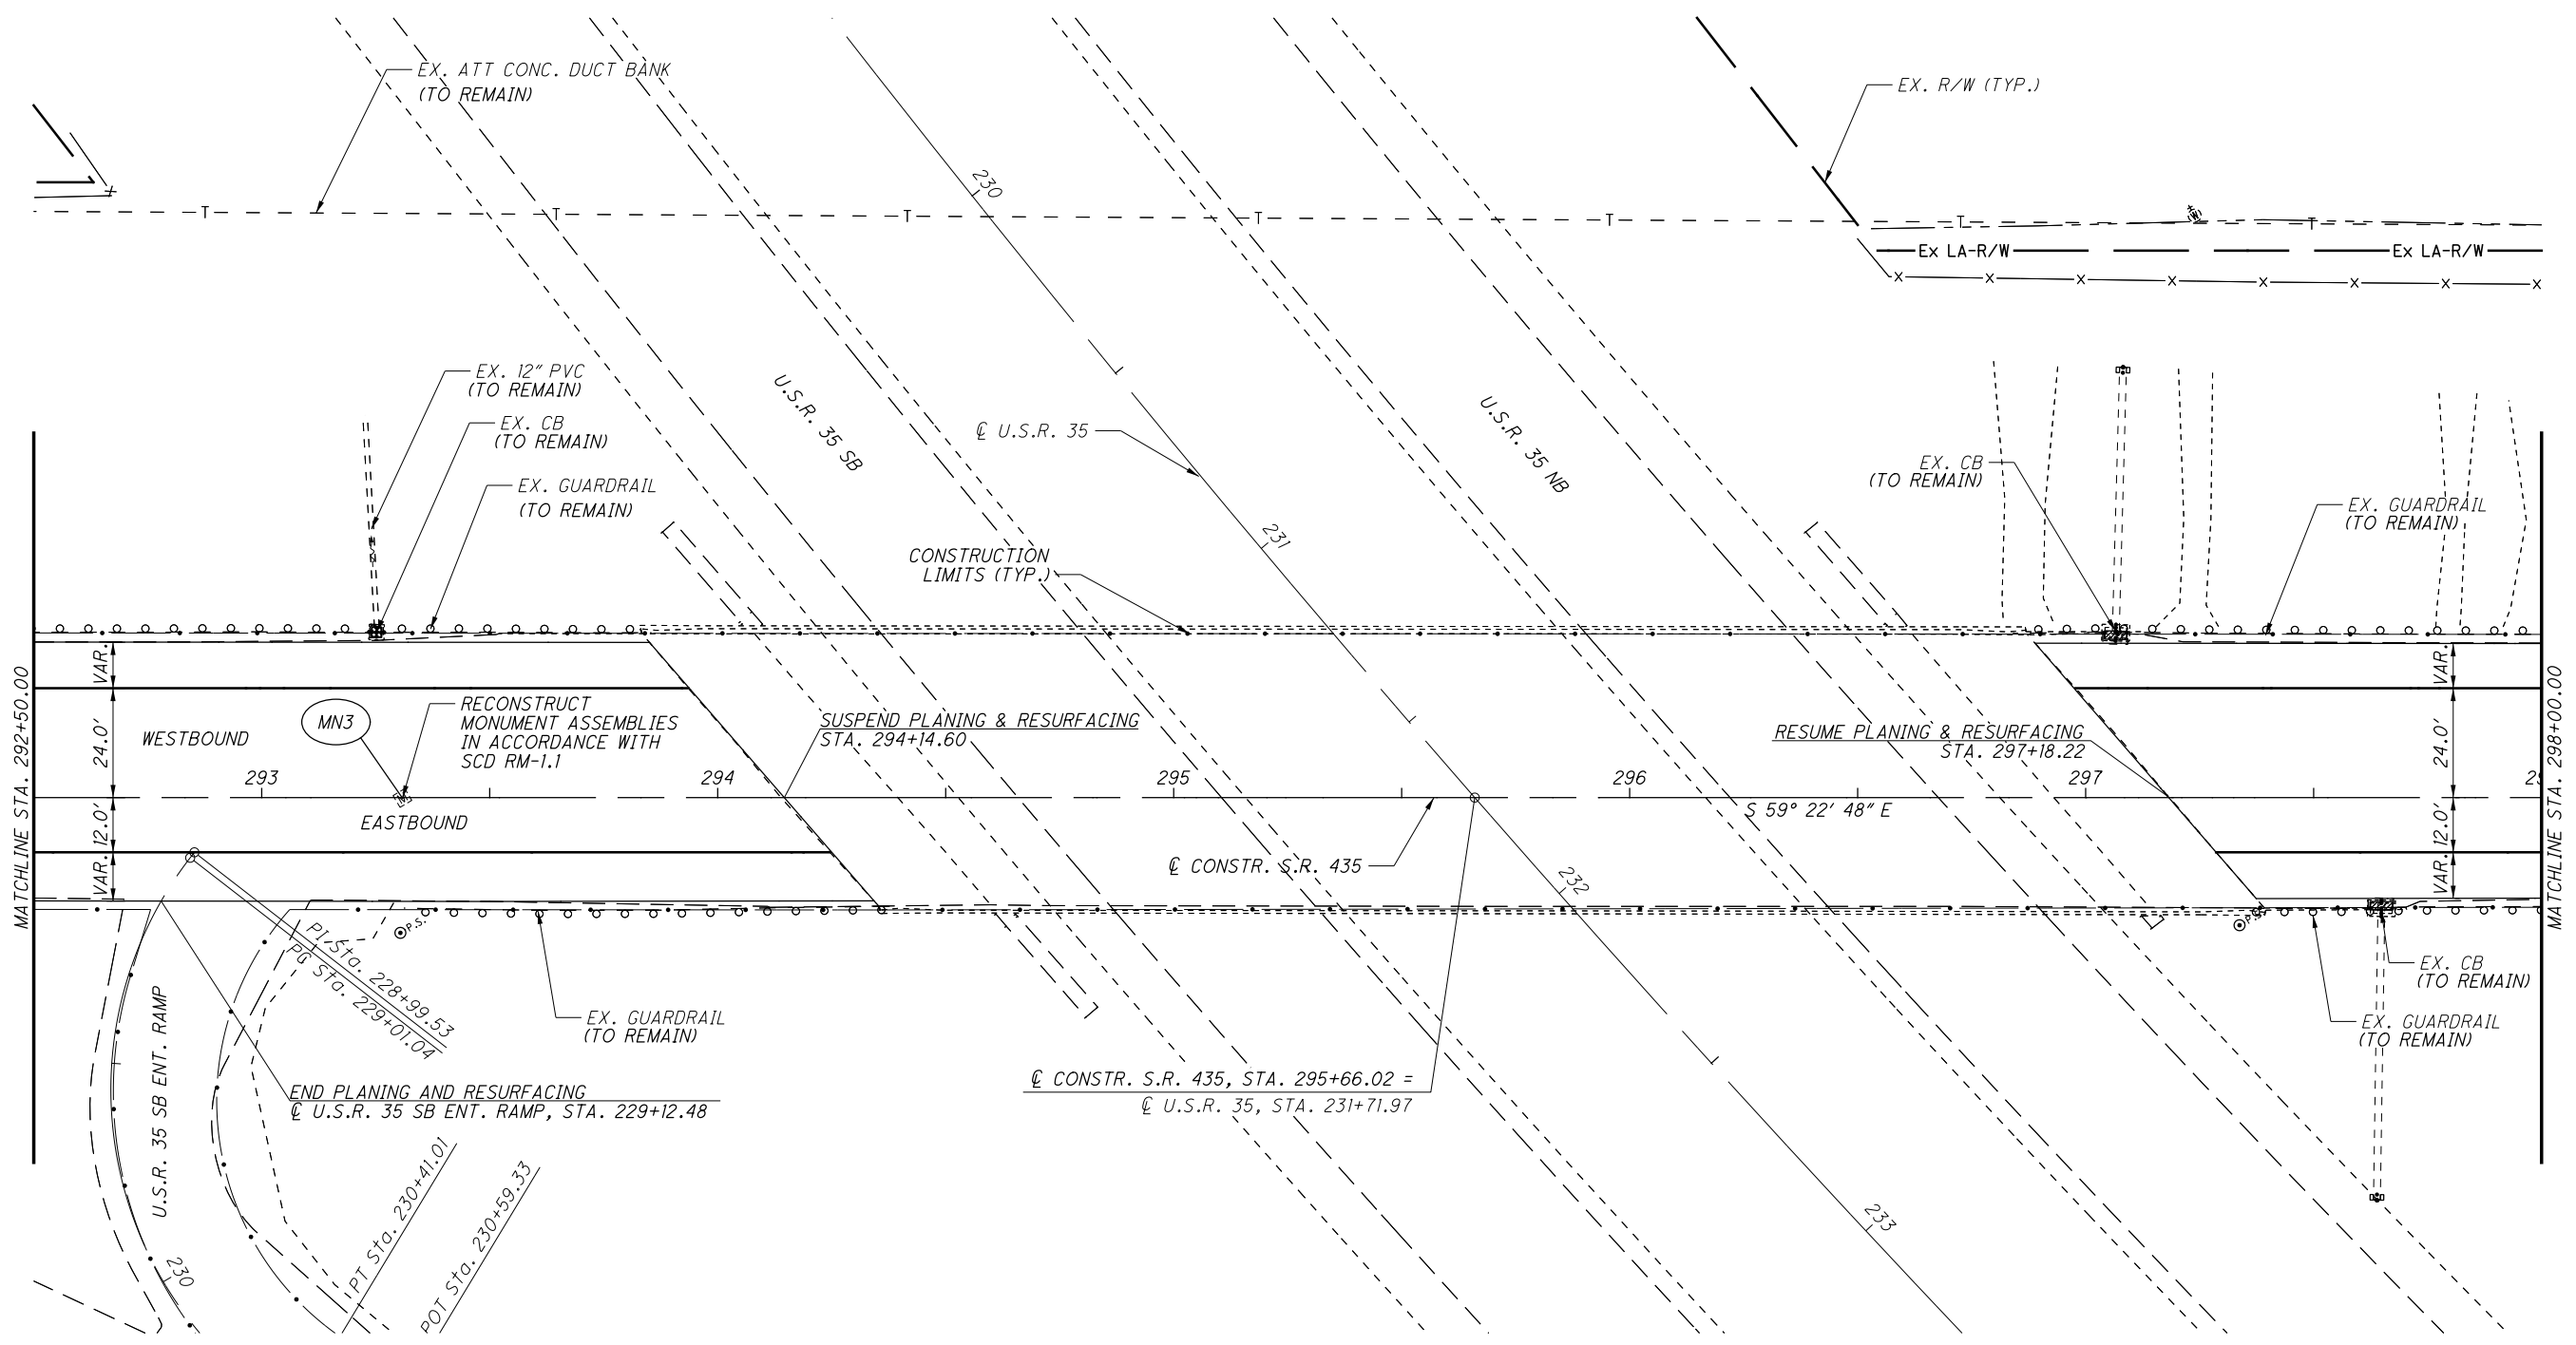 EX. ATT CONC. DUCT BANK
(TO REMAIN)
EX. R/W (TYP.)
230
T
T
T
T
T
T
T
Ex LA-R/W
Ex LA-R/W
X
X
X
X
X
X
X
X
EX. 12" PVC
(TO REMAIN)
EX. CB
(TO REMAIN)
EX. GUARDRAIL
(TO REMAIN)
U.S.R. 35 SB
℄ U.S.R. 35
U.S.R. 35 NB
EX. CB
(TO REMAIN)
EX. GUARDRAIL
(TO REMAIN)
231
CONSTRUCTION
LIMITS (TYP.)
MATCHLINE STA. 292+50.00
VAR.
24.0'
12.0'
VAR.
WESTBOUND
MN3
RECONSTRUCT
MONUMENT ASSEMBLIES
IN ACCORDANCE WITH
SCD RM-1.1
SUSPEND PLANING & RESURFACING
STA. 294+14.60
RESUME PLANING & RESURFACING
STA. 297+18.22
VAR.
24.0'
12.0'
VAR.
MATCHLINE STA. 298+00.00
293
294
295
296
297
S 59° 22' 48" E
EASTBOUND
℄ CONSTR. S.R. 435
232
P.S.
PI Sta. 228+99.53
PC Sta. 229+01.04
EX. GUARDRAIL
(TO REMAIN)
EX. CB
(TO REMAIN)
EX. GUARDRAIL
(TO REMAIN)
U.S.R. 35 SB ENT. RAMP
END PLANING AND RESURFACING
℄ U.S.R. 35 SB ENT. RAMP, STA. 229+12.48
℄ CONSTR. S.R. 435, STA. 295+66.02 =
℄ U.S.R. 35, STA. 231+71.97
PT Sta. 230+41.01
POT Sta. 230+59.33
230
233